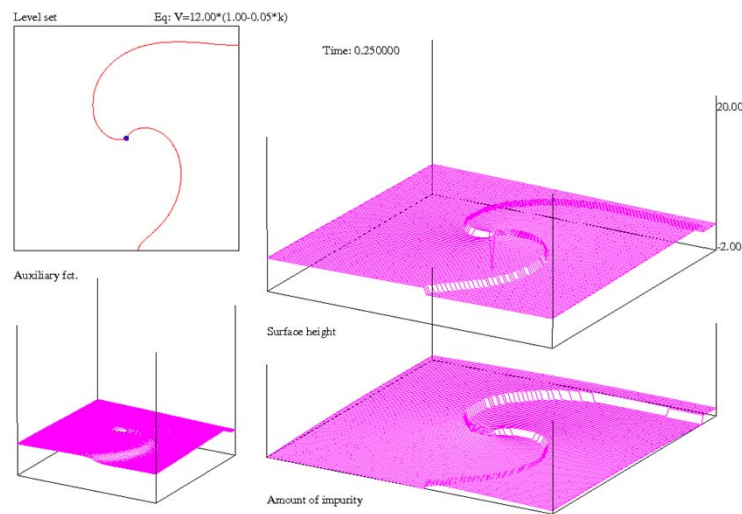 Level set Eq: V=12.00*(1.00-0.05*k)
Time: 0.250000
20.00
-2.00
Auxiliary fct.
Surface height
Amount of impurity